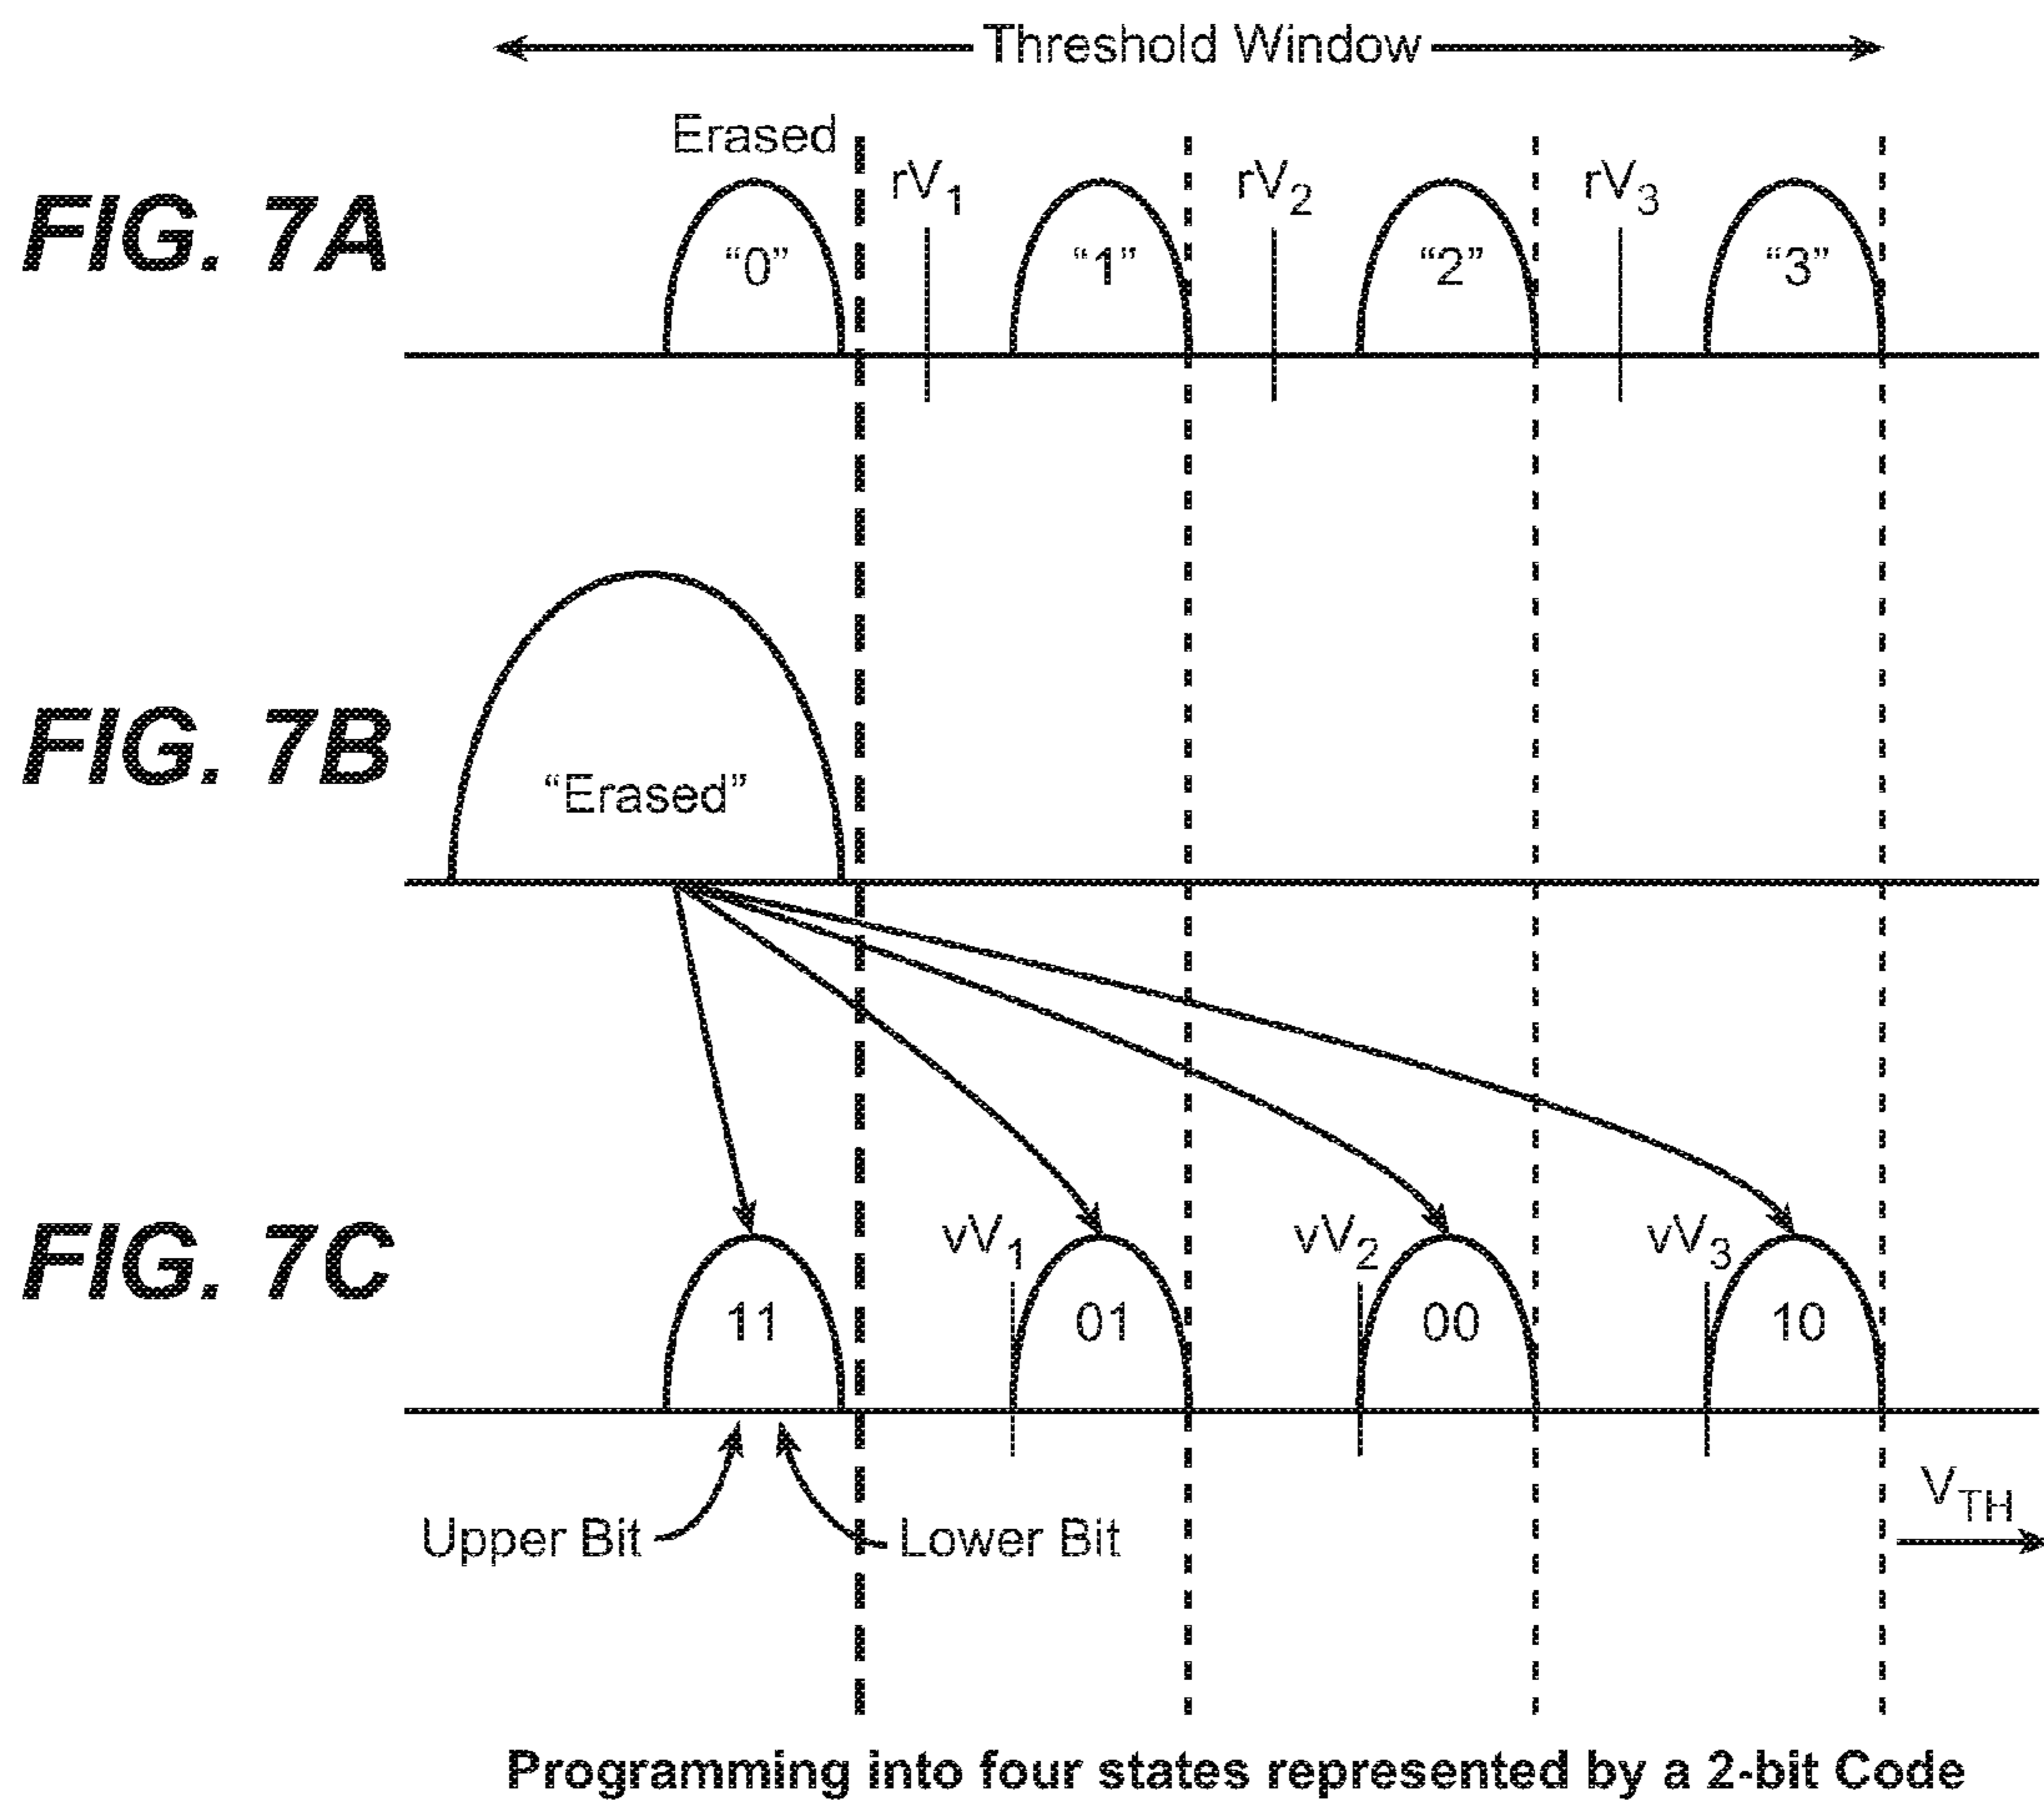 Threshold Window
FIG. 7A
Erased
rV1
rV2
rV3
“0”
“1”
“2”
“3”
FIG. 7B
“Erased”
FIG. 7C
vV1
vV2
vV3
11
01
00
10
Upper Bit
Lower Bit
VTH
Programming into four states represented by a 2-bit Code